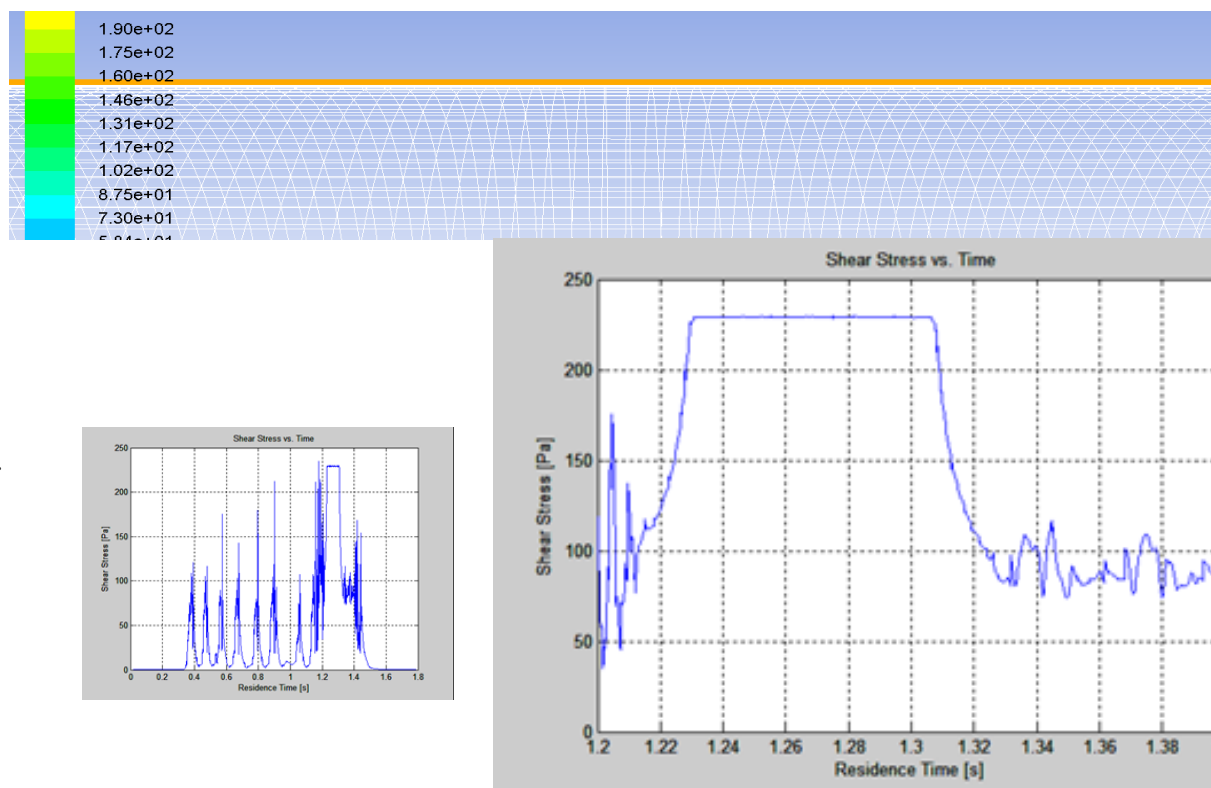 1.90e+02
1.75e+02
1.60e+02
1.46e+02
1.31e+02
1.17e+02
1.02e+02
8.75e+01
7.30e+01
5.84e+01
Shear Stress vs. Time
250
200
150
100
50
0
Shear Stress [Pa]
1.2 1.22 1.24 1.26 1.28 1.3 1.32 1.34 1.36 1.38
Residence Time [s]
Shear Stress vs. Time
250
200
150
100
50
0
Shear Stress [Pa]
0 0.2 0.4 0.6 0.8 1 1.2 1.4 1.6 1.8
Residence Time [s]